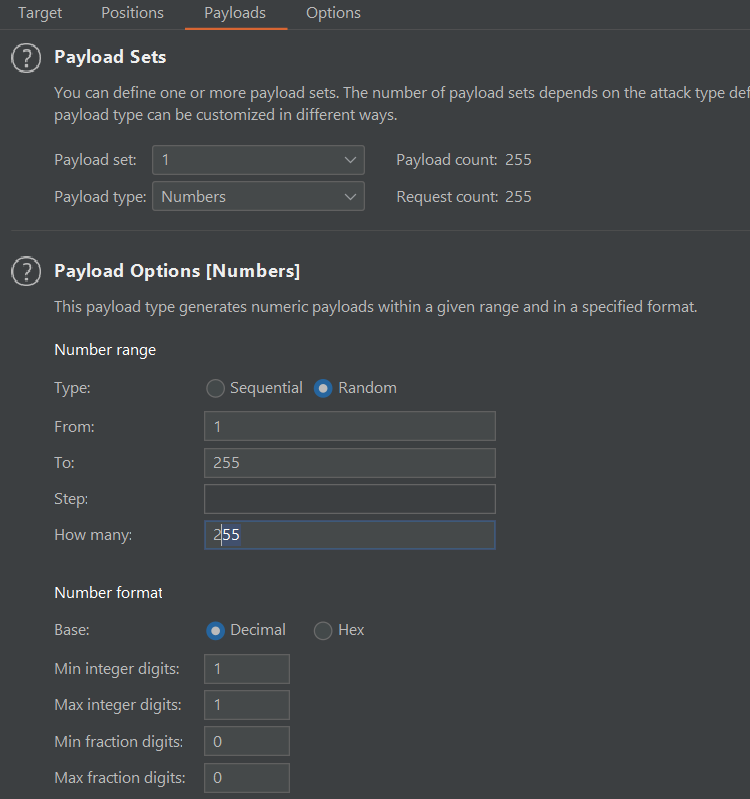 Target Positions Payloads Options
? Payload Sets
You can define one or more payload sets. The number of payload sets depends on the attack type def
payload type can be customized in different ways.
Payload set: 1 Payload count: 255
Payload type: Numbers Request count: 255
? Payload Options [Numbers]
This payload type generates numeric payloads within a given range and in a specified format.
Number range
Type: Sequential Random
From: 1
To: 255
Step:
How many: 255
Number format
Base: Decimal Hex
Min integer digits: 1
Max integer digits: 1
Min fraction digits: 0
Max fraction digits: 0